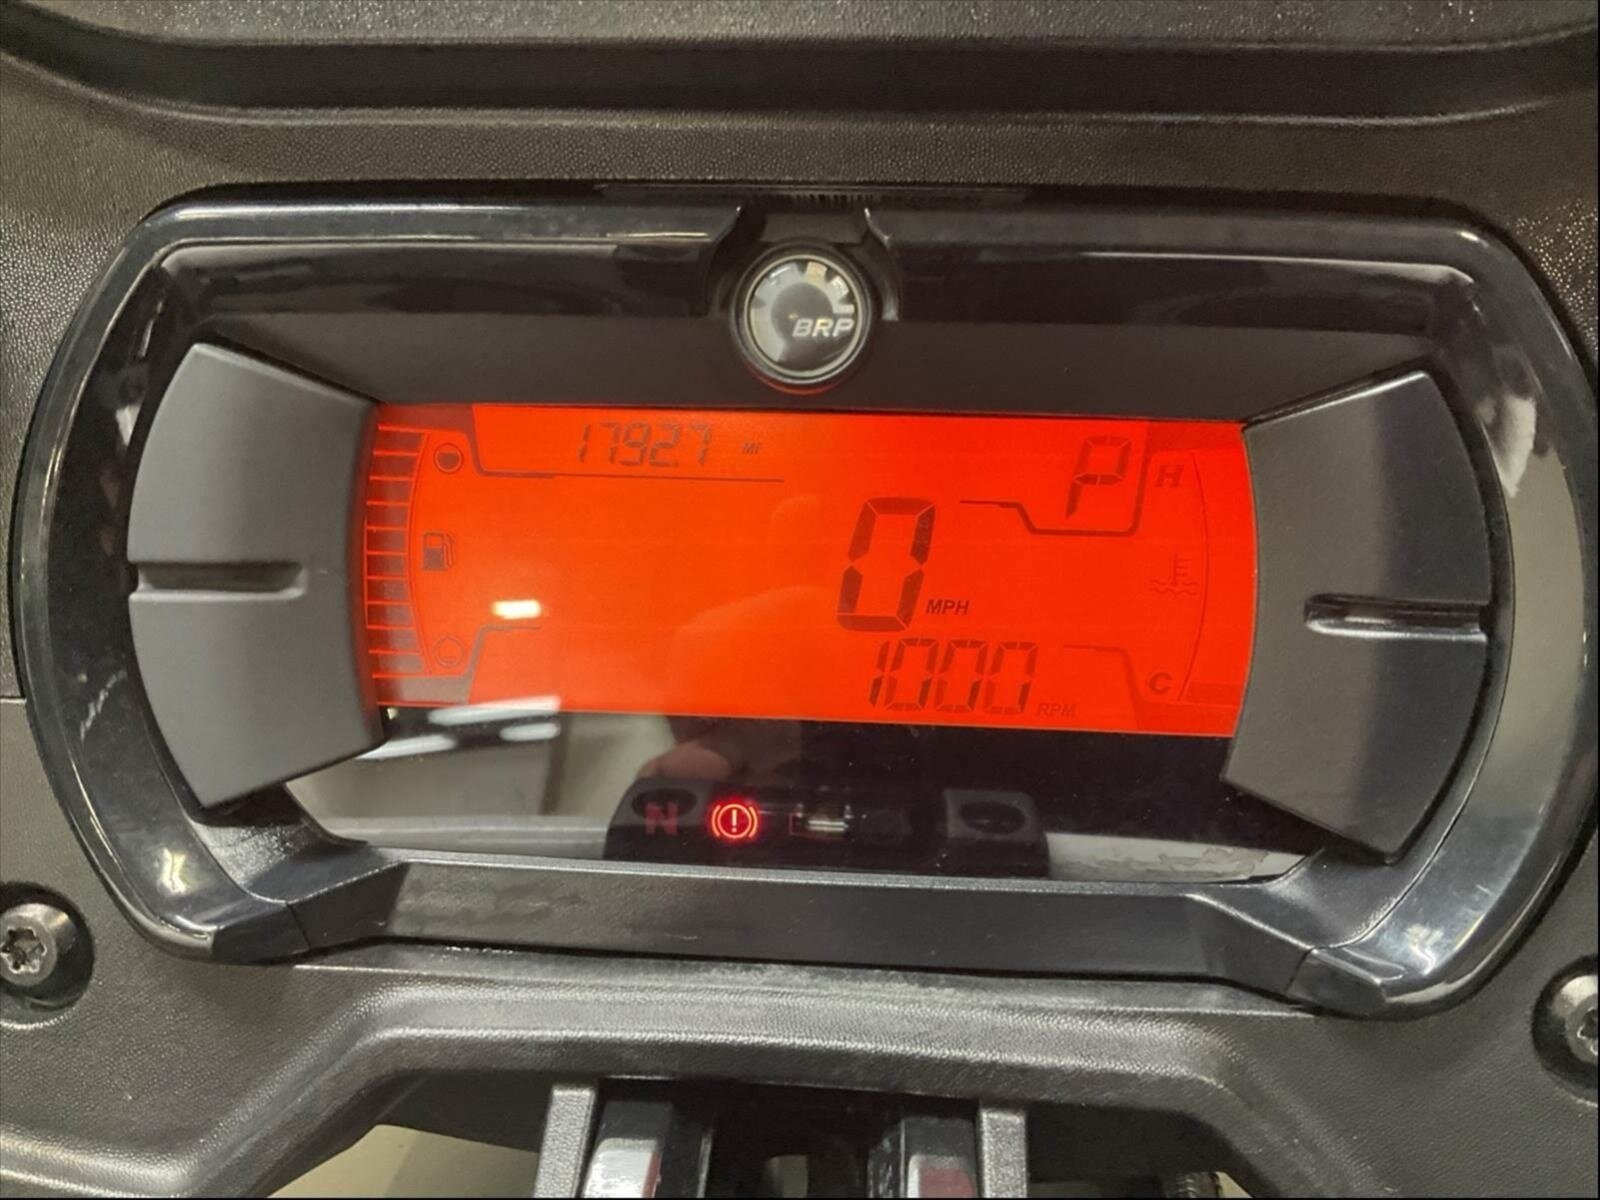 BRP
1792.7 MI
P
H
0 MPH
1000 RPM
C
N